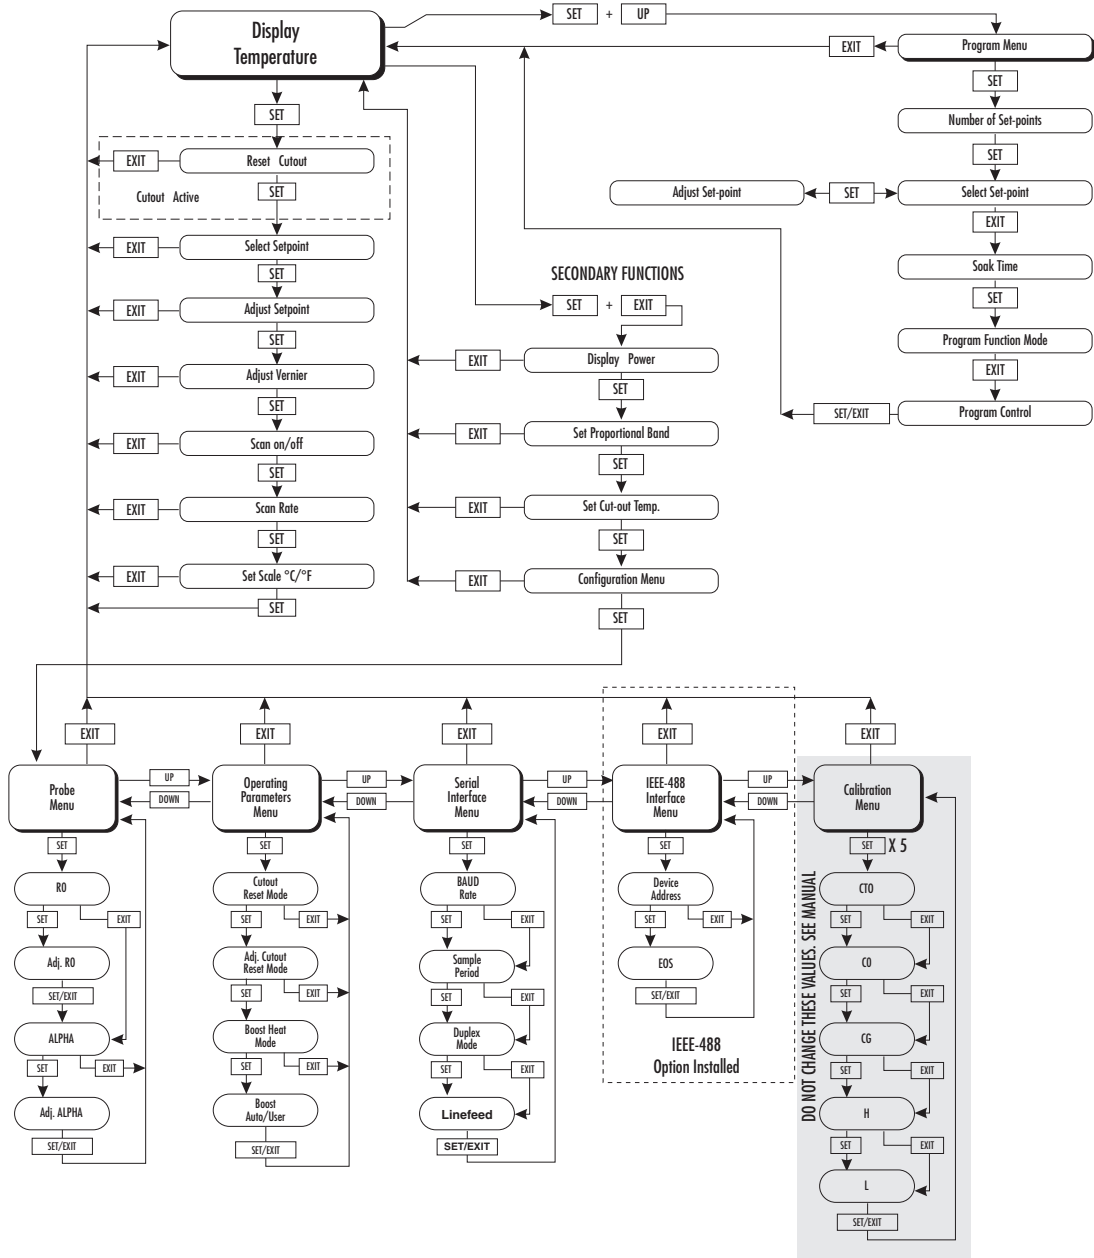 Display
Temperature
SET + UP
EXIT
Program Menu
SET
SET
Number of Set-points
EXIT
Reset Cutout
SET
Cutout Active
SET
Adjust Set-point
SET
Select Set-point
EXIT
EXIT
Select Setpoint
SET
Soak Time
SECONDARY FUNCTIONS
SET + EXIT
SET
EXIT
Adjust Setpoint
SET
Program Function Mode
EXIT
Display Power
EXIT
EXIT
Adjust Vernier
SET
SET
SET/EXIT
Program Control
EXIT
Scan on/off
SET
EXIT
Set Proportional Band
SET
EXIT
Scan Rate
SET
EXIT
Set Cut-out Temp.
SET
EXIT
Set Scale °C/°F
SET
EXIT
Configuration Menu
SET
EXIT
EXIT
EXIT
EXIT
EXIT
Probe
Menu
UP
DOWN
Operating
Parameters
Menu
UP
DOWN
Serial
Interface
Menu
UP
DOWN
IEEE-488
Interface
Menu
UP
DOWN
Calibration
Menu
SET
SET
SET
SET
SET X 5
R0
SET
EXIT
Adj. R0
SET/EXIT
ALPHA
SET
EXIT
Adj. ALPHA
SET/EXIT
Cutout
Reset Mode
SET
EXIT
Adj. Cutout
Reset Mode
SET
EXIT
Boost Heat
Mode
SET
EXIT
Boost
Auto/User
SET/EXIT
BAUD
Rate
SET
EXIT
Sample
Period
SET
EXIT
Duplex
Mode
SET
EXIT
Linefeed
SET/EXIT
Device
Address
SET
EXIT
EOS
SET/EXIT
IEEE-488
Option Installed
DO NOT CHANGE THESE VALUES. SEE MANUAL
CTO
SET
EXIT
CO
SET
EXIT
CG
SET
EXIT
H
SET
EXIT
L
SET/EXIT